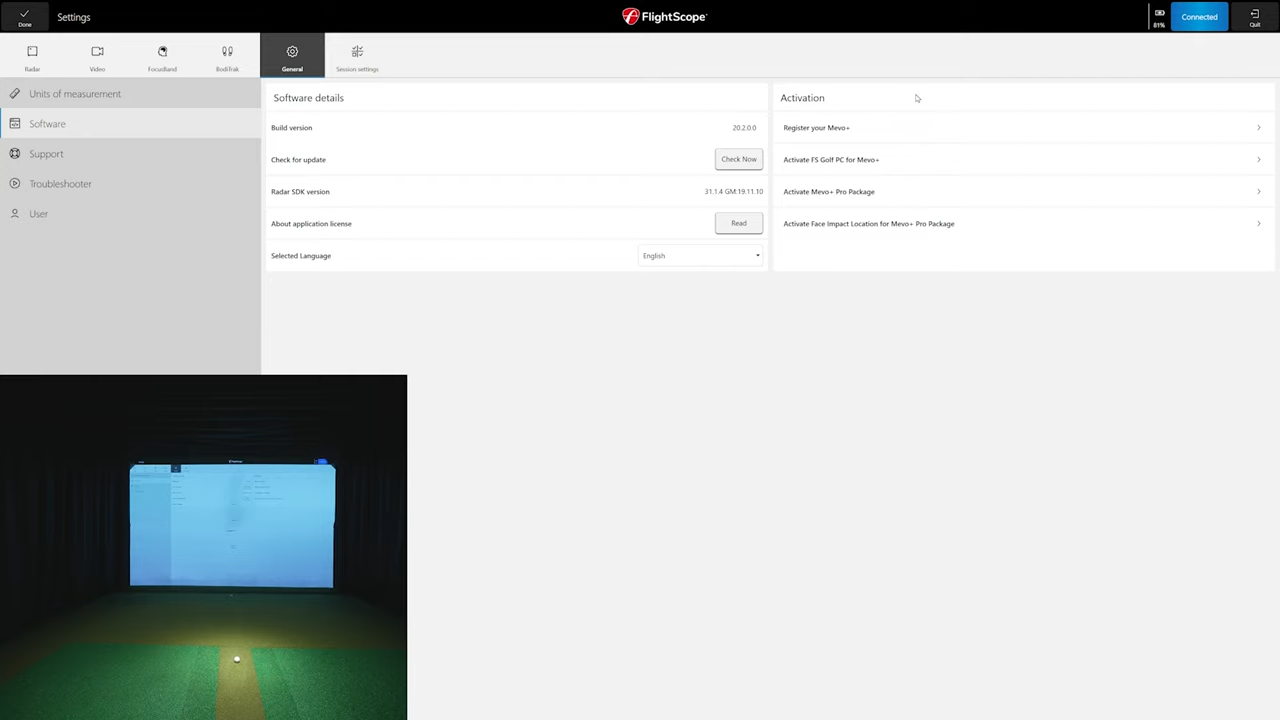 Done
Settings
FlightScope
81%
Connected
Quit
Radar
Video
FocusBand
BodiTrak
General
Session settings
Units of measurement
Software
Support
Troubleshooter
User
Software details
Build version
20.2.0.0
Check for update
Check Now
Radar SDK version
31.1.4 GM:19.11.10
About application license
Read
Selected Language
English
Activation
Register your Mevo+
Activate FS Golf PC for Mevo+
Activate Mevo+ Pro Package
Activate Face Impact Location for Mevo+ Pro Package